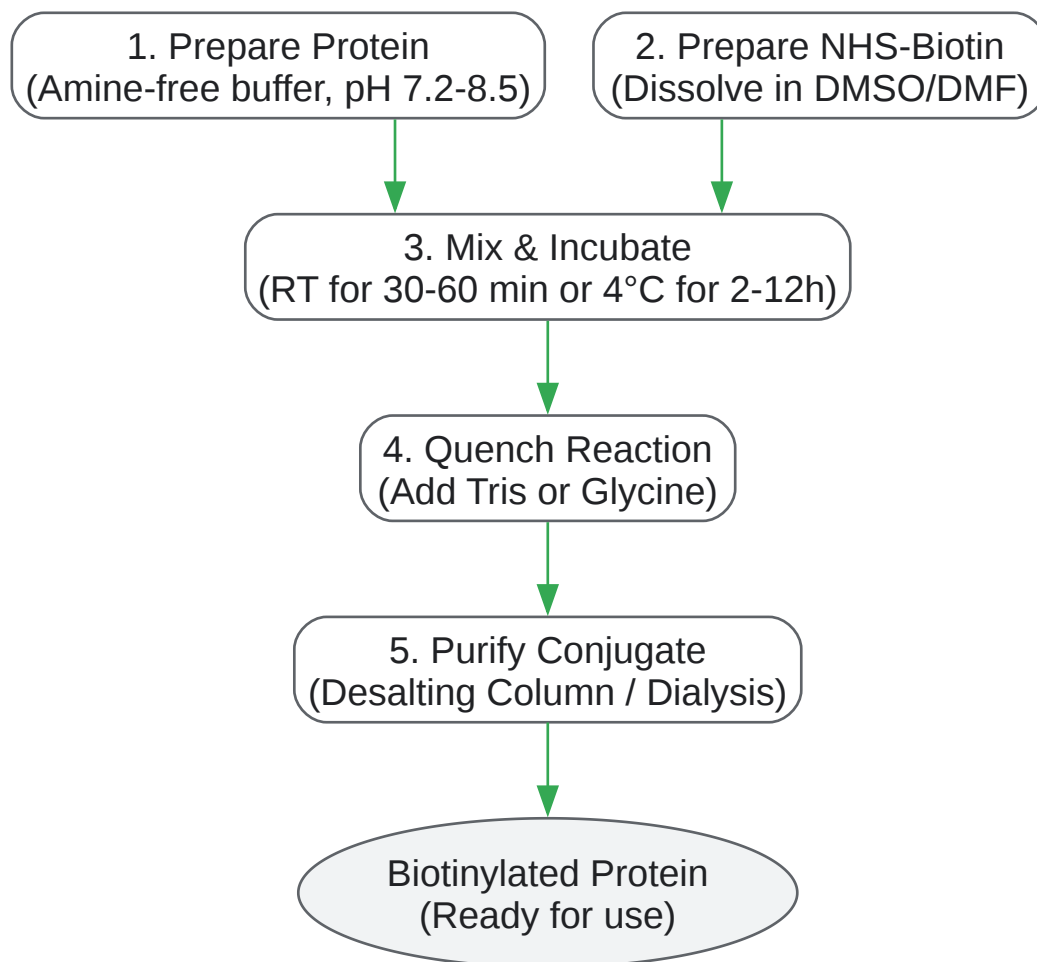 1. Prepare Protein
(Amine-free buffer, pH 7.2-8.5)
2. Prepare NHS-Biotin
(Dissolve in DMSO/DMF)
3. Mix & Incubate
(RT for 30-60 min or 4°C for 2-12h)
4. Quench Reaction
(Add Tris or Glycine)
5. Purify Conjugate
(Desalting Column / Dialysis)
Biotinylated Protein
(Ready for use)